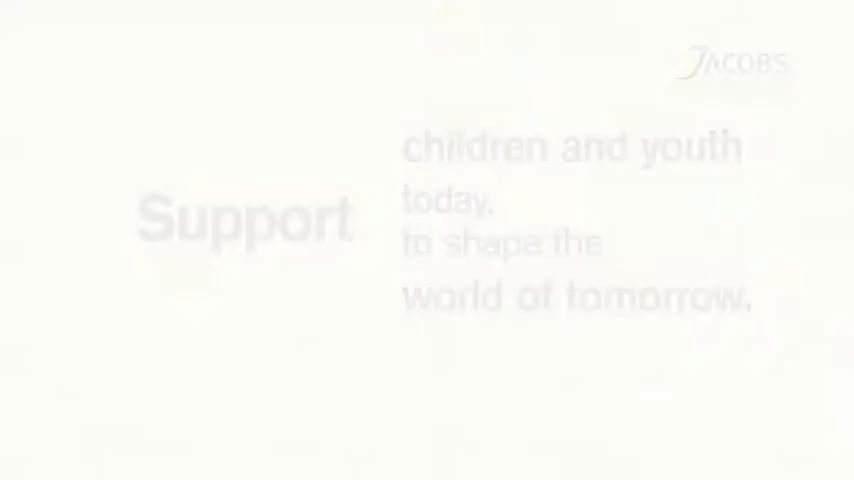 JACOBS
children and youth
Support
today,
to shape the
world of tomorrow.